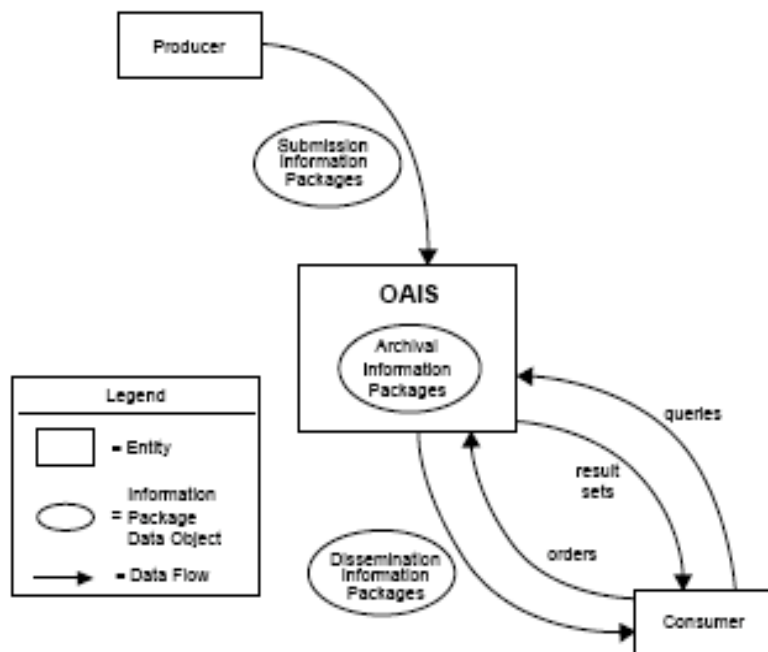 Producer
Submission
Information
Packages
OAIS
Archival
Information
Packages
queries
result
sets
orders
Dissemination
Information
Packages
Consumer
Legend
= Entity
Information
= Package
Data Object
= Data Flow